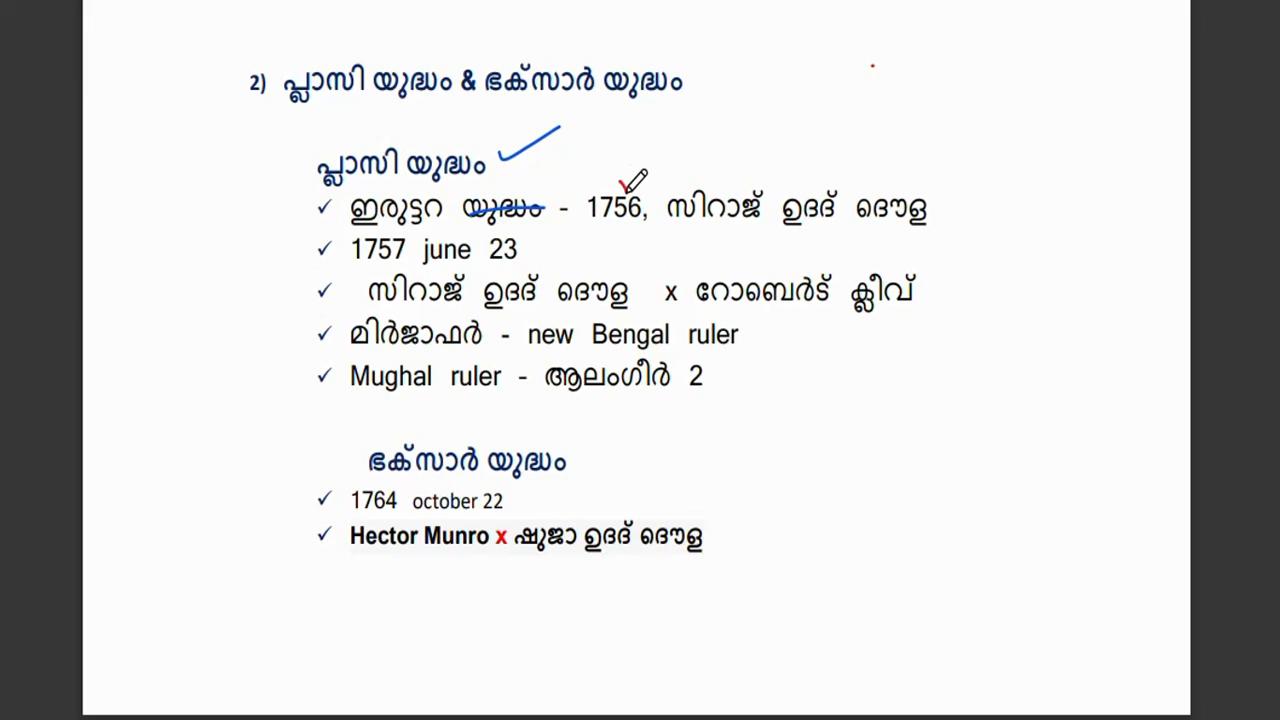 2) പ്ലാസി യുദ്ധം & ഭക്സാർ യുദ്ധം
പ്ലാസി യുദ്ധം
✓ ഇരുട്ടറ യുദ്ധം - 1756, സിറാജ് ഉദദ് ദൌള
✓ 1757 june 23
✓ സിറാജ് ഉദദ് ദൌള x റോബെർട് ക്ലീവ്
✓ മിർജാഫർ - new Bengal ruler
✓ Mughal ruler - ആലംഗീർ 2
ഭക്സാർ യുദ്ധം
✓ 1764 october 22
✓ Hector Munro x ഷുജാ ഉദദ് ദൌള